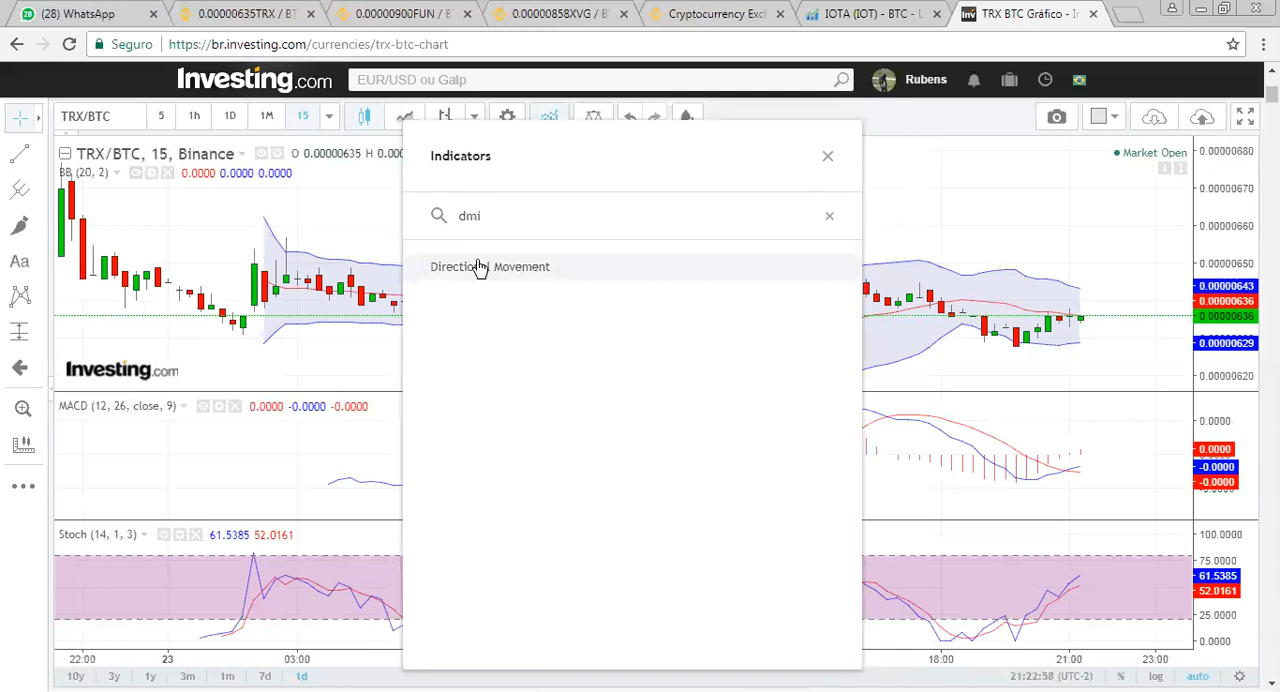 (28) WhatsApp
0.00000635TRX / BT
0.00000900FUN / BT
0.00000858XVG / BT
Cryptocurrency Exc
IOTA (IOT) - BTC - L
TRX BTC Gráfico - In
Seguro https://br.investing.com/currencies/trx-btc-chart
Investing.com EUR/USD ou Galp Rubens
TRX/BTC 5 1h 1D 1M 15
TRX/BTC, 15, Binance O 0.00000635 H 0.000
Market Open
BB (20, 2) 0.0000 0.0000 0.0000
Indicators
dmi
Directional Movement
0.00000680
0.00000670
0.00000660
0.00000650
0.00000643
0.00000636
0.00000636
0.00000629
0.00000620
Investing.com
MACD (12, 26, close, 9) 0.0000 -0.0000 -0.0000
0.0000
0.0000
-0.0000
-0.0000
Stoch (14, 1, 3) 61.5385 52.0161
100.0000
75.0000
61.5385
52.0161
25.0000
0.0000
22:00 23 03:00 18:00 21:00 23:00
10y 3y 1y 3m 1m 7d 1d 21:22:58 (UTC-2) % log auto